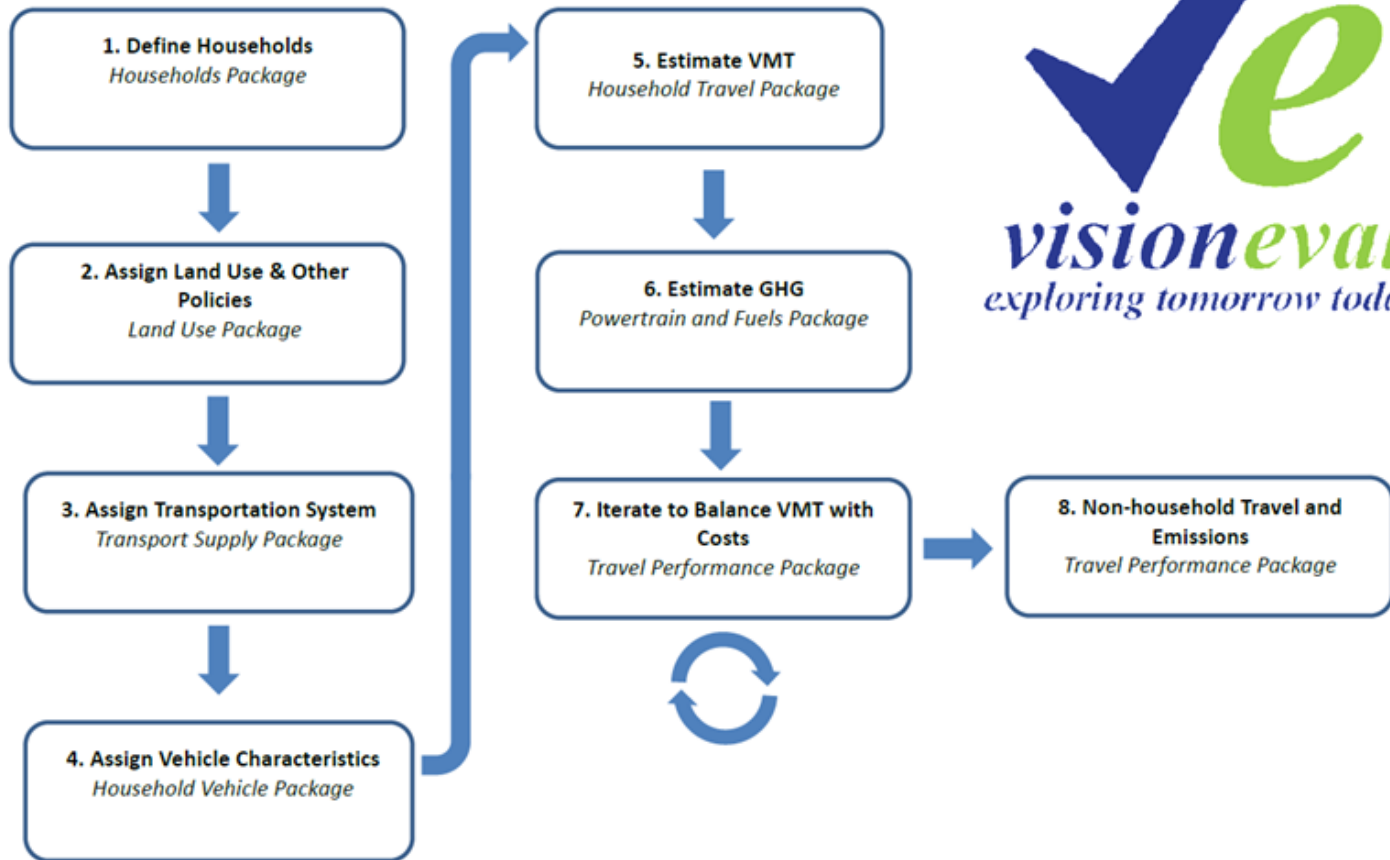 1. Define Households
Households Package
2. Assign Land Use & Other
Policies
Land Use Package
3. Assign Transportation System
Transport Supply Package
4. Assign Vehicle Characteristics
Household Vehicle Package
5. Estimate VMT
Household Travel Package
6. Estimate GHG
Powertrain and Fuels Package
7. Iterate to Balance VMT with
Costs
Travel Performance Package
8. Non-household Travel and
Emissions
Travel Performance Package
ve
visioneval
exploring tomorrow toda